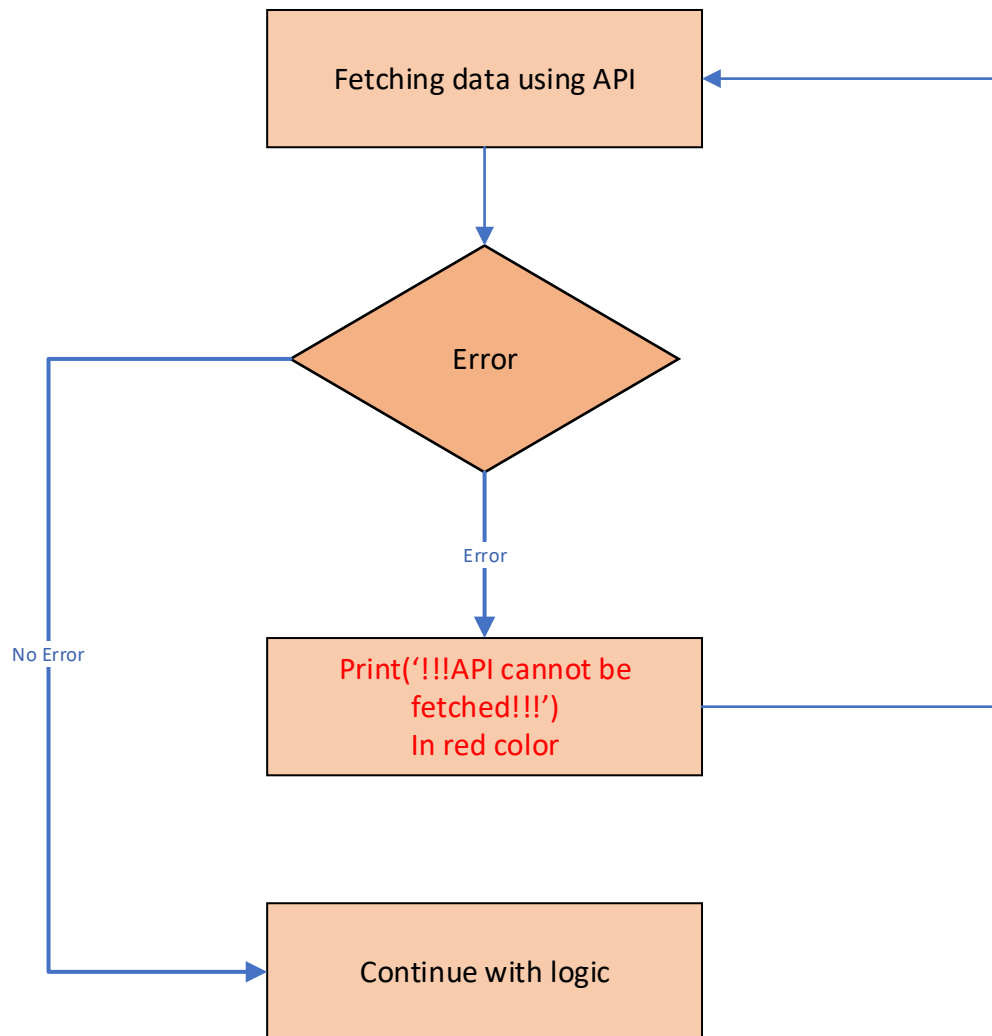 Fetching data using API
Error
Error
No Error
Print(‘!!!API cannot be
fetched!!!’)
In red color
Continue with logic